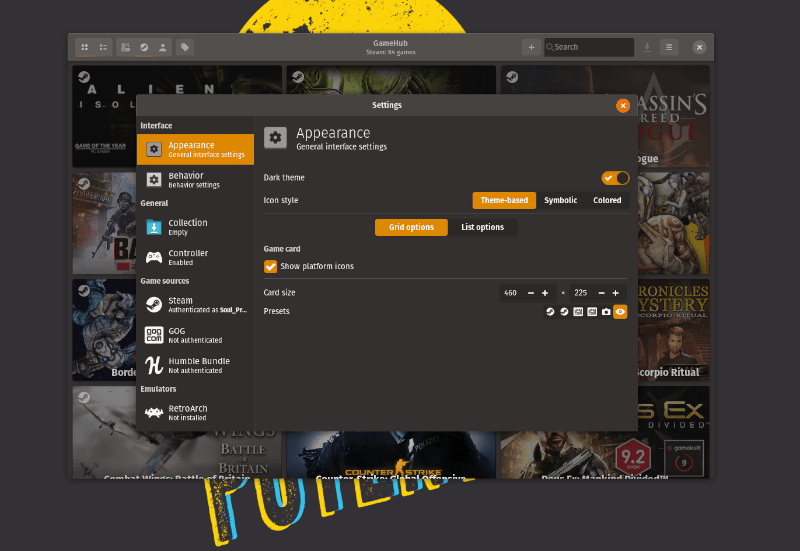 GameHub
Steam: 64 games
Search
ALIEN
GAME OF THE YEAR
Settings
Interface
Appearance
General interface settings
Behavior
Behavior settings
General
Collection
Empty
Controller
Enabled
Game sources
Steam
Authenticated as Soul_Pr...
GOG
COM
GOG
Not authenticated
Humble Bundle
Not authenticated
Emulators
RetroArch
Not installed
Appearance
General interface settings
Dark theme
Icon style
Theme-based
Symbolic
Colored
Grid options
List options
Game card
Show platform icons
Card size
460 − +
×
225 − +
Presets
ASSASSIN'S
CREED
ogue
BA
Borde
CHRONICLES
MYSTERY
SCORPIO RITUAL
Scorpio Ritual
WINGS
BATTLE OF
BRITAIN
Combat Wings: Battle of Britain
POLIZEI
COUNTER STRIKE
Counter-Strike: Global Offensive
S EX
DIVIDED
9.2
gamekult
9
Deus Ex: Mankind Divided™